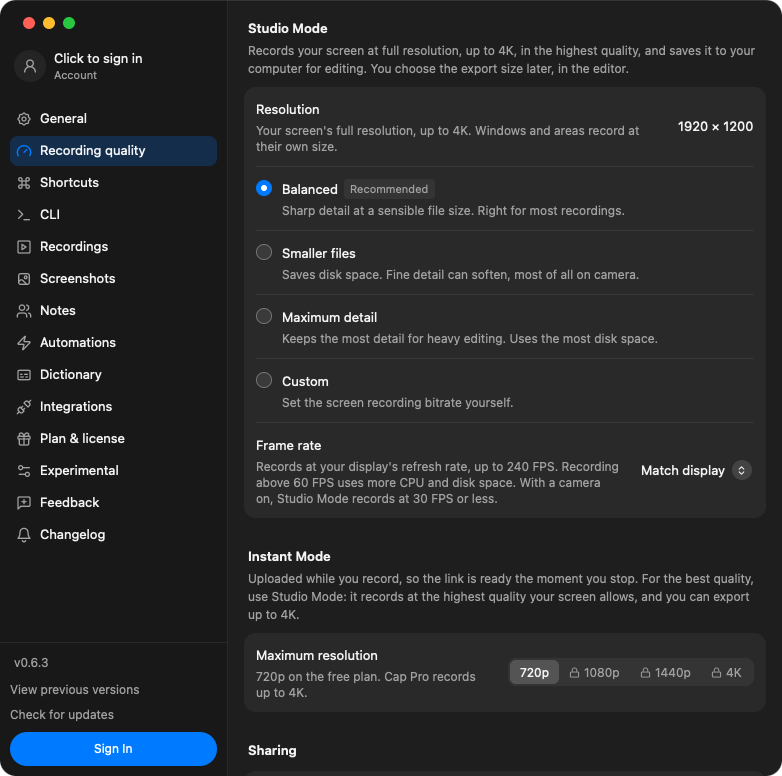 Click to sign in
Account
General
Recording quality
Shortcuts
CLI
Recordings
Screenshots
Notes
Automations
Dictionary
Integrations
Plan & license
Experimental
Feedback
Changelog
v0.6.3
View previous versions
Check for updates
Sign In
Studio Mode
Records your screen at full resolution, up to 4K, in the highest quality, and saves it to your
computer for editing. You choose the export size later, in the editor.
Resolution
Your screen's full resolution, up to 4K. Windows and areas record at
their own size.
1920 × 1200
Balanced Recommended
Sharp detail at a sensible file size. Right for most recordings.
Smaller files
Saves disk space. Fine detail can soften, most of all on camera.
Maximum detail
Keeps the most detail for heavy editing. Uses the most disk space.
Custom
Set the screen recording bitrate yourself.
Frame rate
Records at your display's refresh rate, up to 240 FPS. Recording
above 60 FPS uses more CPU and disk space. With a camera
on, Studio Mode records at 30 FPS or less.
Match display
Instant Mode
Uploaded while you record, so the link is ready the moment you stop. For the best quality,
use Studio Mode: it records at the highest quality your screen allows, and you can export
up to 4K.
Maximum resolution
720p on the free plan. Cap Pro records
up to 4K.
720p 1080p 1440p 4K
Sharing